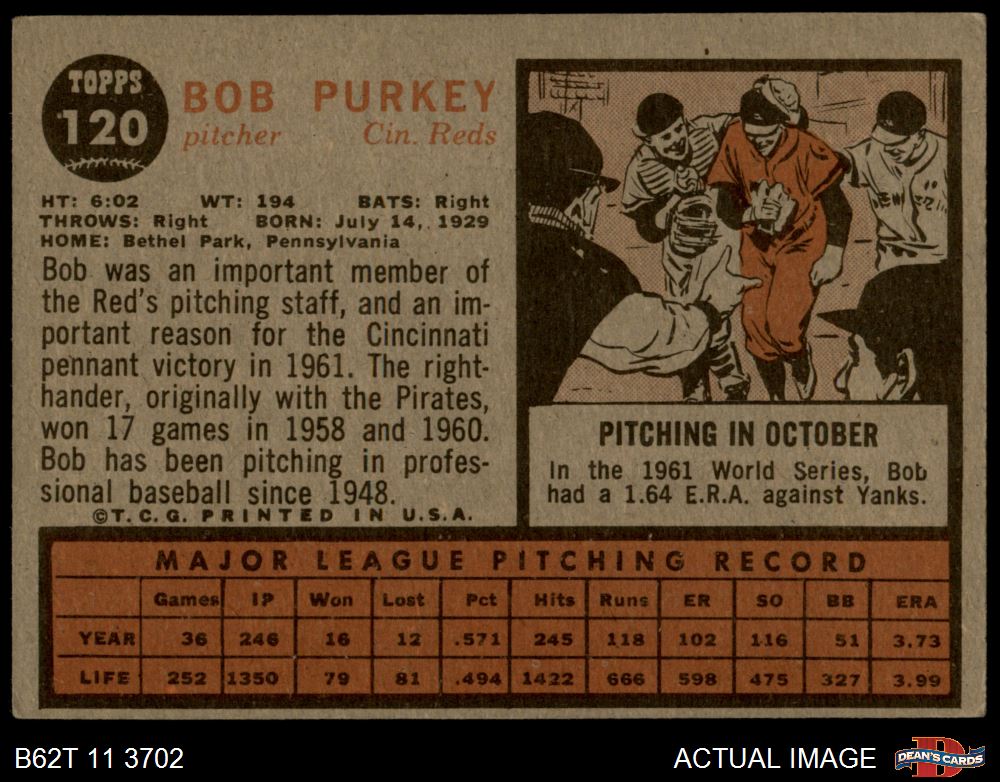 TOPPS
120
BOB PURKEY
pitcher Cin. Reds
HT: 6:02 WT: 194 BATS: Right
THROWS: Right BORN: July 14, 1929
HOME: Bethel Park, Pennsylvania
Bob was an important member of
the Red's pitching staff, and an im-
portant reason for the Cincinnati
pennant victory in 1961. The right-
hander, originally with the Pirates,
won 17 games in 1958 and 1960.
Bob has been pitching in profes-
sional baseball since 1948.
©T.C.G. PRINTED IN U.S.A.
PITCHING IN OCTOBER
In the 1961 World Series, Bob
had a 1.64 E.R.A. against Yanks.
MAJOR LEAGUE PITCHING RECORD
Games IP Won Lost Pct Hits Runs ER SO BB ERA
YEAR 36 246 16 12 .571 245 118 102 116 51 3.73
LIFE 252 1350 79 81 .494 1422 666 598 475 327 3.99
B62T 11 3702 ACTUAL IMAGE
D
DEAN'S CARDS